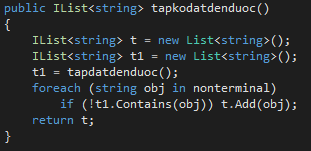 public IList<string> tapkodatdenduoc()
{
IList<string> t = new List<string>();
IList<string> t1 = new List<string>();
t1 = tapdatdenduoc();
foreach (string obj in nonterminal)
if (!t1.Contains(obj)) t.Add(obj);
return t;
}